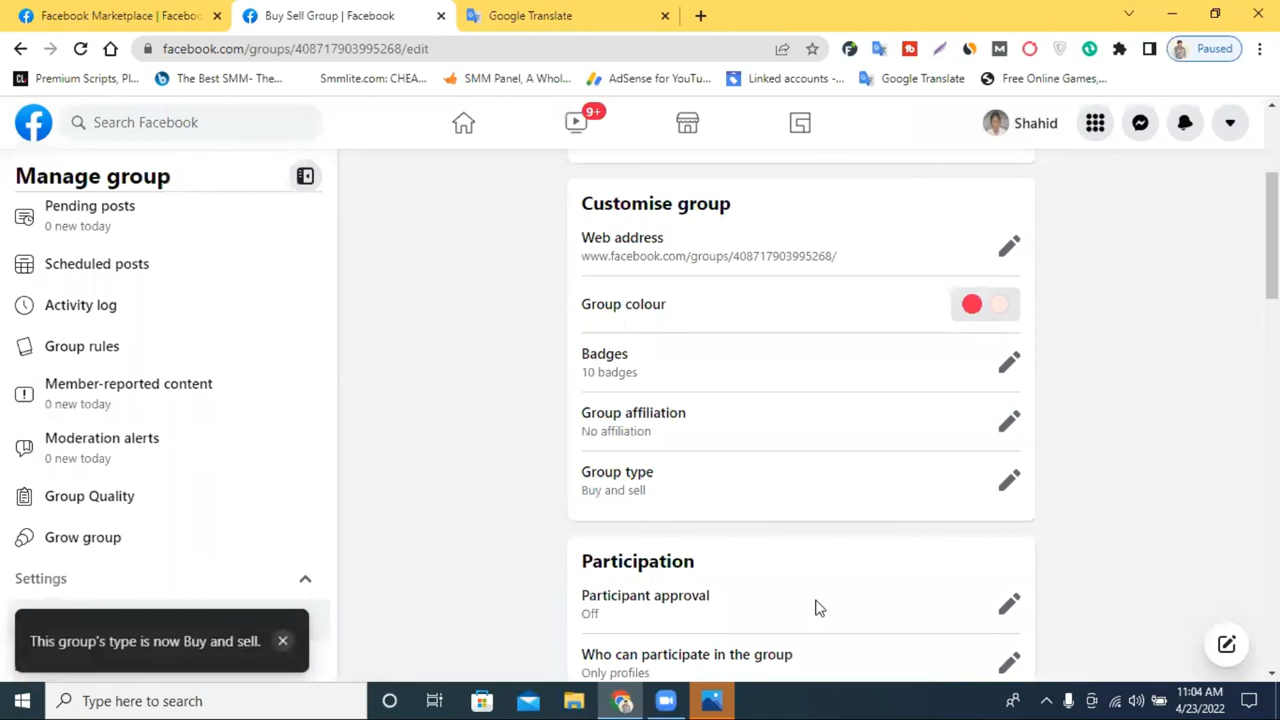 Facebook Marketplace | Facebo
Buy Sell Group | Facebook
Google Translate
facebook.com/groups/408717903995268/edit
Paused
Premium Scripts, Pl...
The Best SMM- The...
Smmlite.com: CHEA...
SMM Panel, A Whol...
AdSense for YouTu...
Linked accounts -...
Google Translate
Free Online Games,...
Search Facebook
9+
Shahid
Manage group
Pending posts
0 new today
Scheduled posts
Activity log
Group rules
Member-reported content
0 new today
Moderation alerts
0 new today
Group Quality
Grow group
Settings
This group's type is now Buy and sell.
Customise group
Web address
www.facebook.com/groups/408717903995268/
Group colour
Badges
10 badges
Group affiliation
No affiliation
Group type
Buy and sell
Participation
Participant approval
Off
Who can participate in the group
Only profiles
Type here to search
11:04 AM
4/23/2022